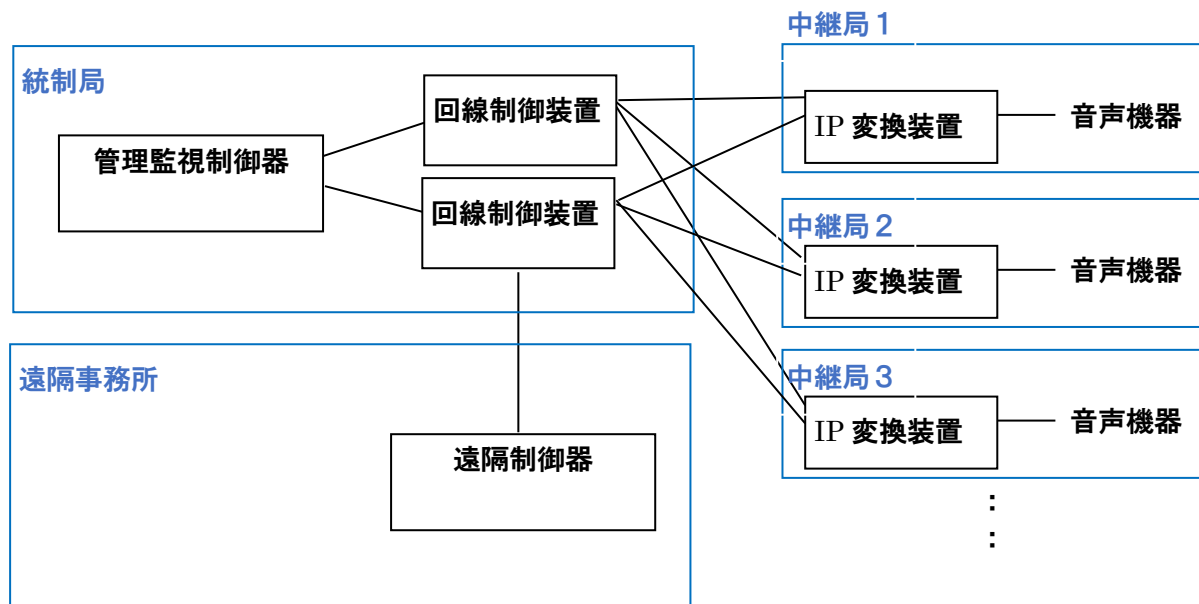 統制局
管理監視制御器
回線制御装置
回線制御装置
遠隔事務所
遠隔制御器
中継局１
IP 変換装置
音声機器
中継局２
IP 変換装置
音声機器
中継局３
IP 変換装置
音声機器
：
：